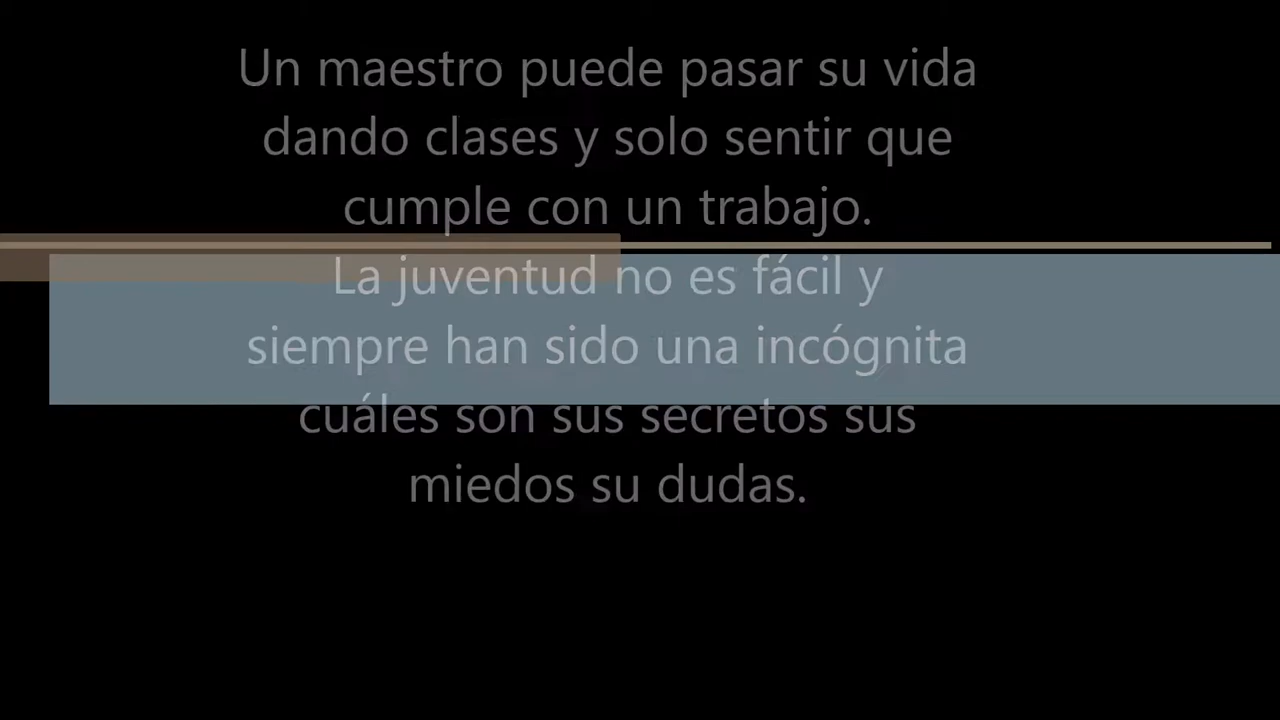 Un maestro puede pasar su vida
dando clases y solo sentir que
cumple con un trabajo.
La juventud no es fácil y
siempre han sido una incógnita
cuáles son sus secretos sus
miedos su dudas.